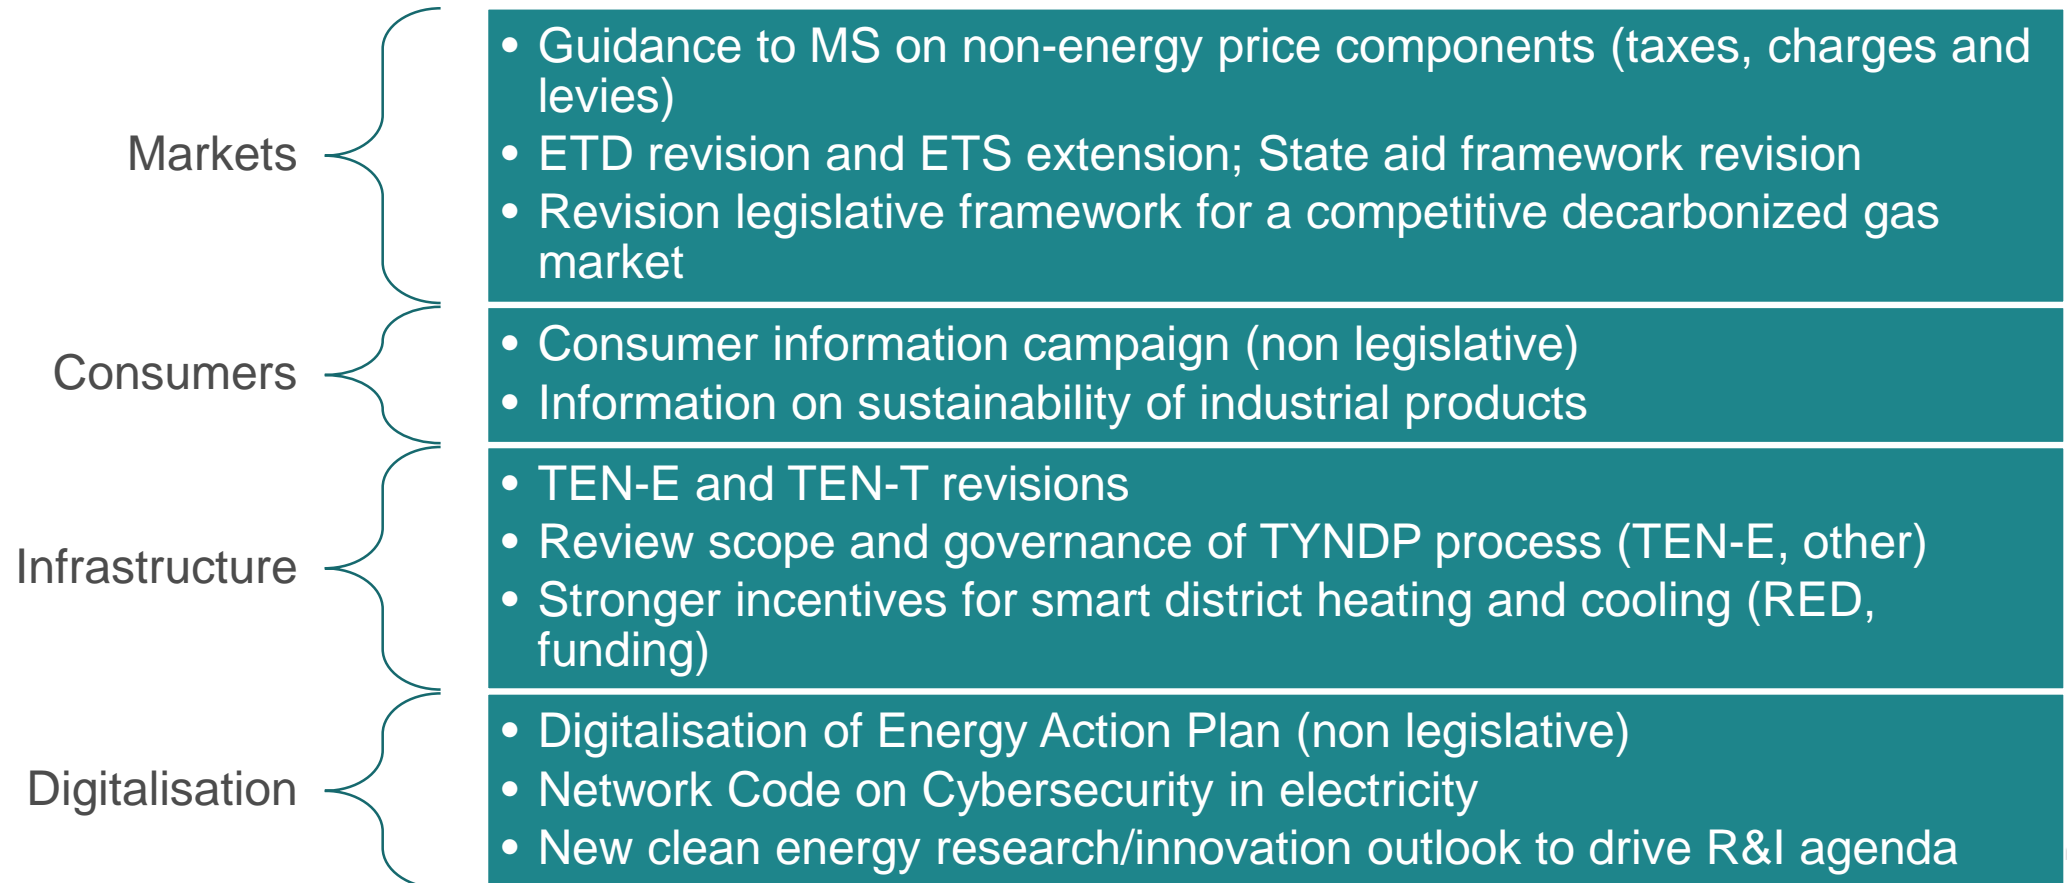 Markets
• Guidance to MS on non-energy price components (taxes, charges and
levies)
• ETD revision and ETS extension; State aid framework revision
• Revision legislative framework for a competitive decarbonized gas
market
Consumers
• Consumer information campaign (non legislative)
• Information on sustainability of industrial products
Infrastructure
• TEN-E and TEN-T revisions
• Review scope and governance of TYNDP process (TEN-E, other)
• Stronger incentives for smart district heating and cooling (RED,
funding)
Digitalisation
• Digitalisation of Energy Action Plan (non legislative)
• Network Code on Cybersecurity in electricity
• New clean energy research/innovation outlook to drive R&I agenda